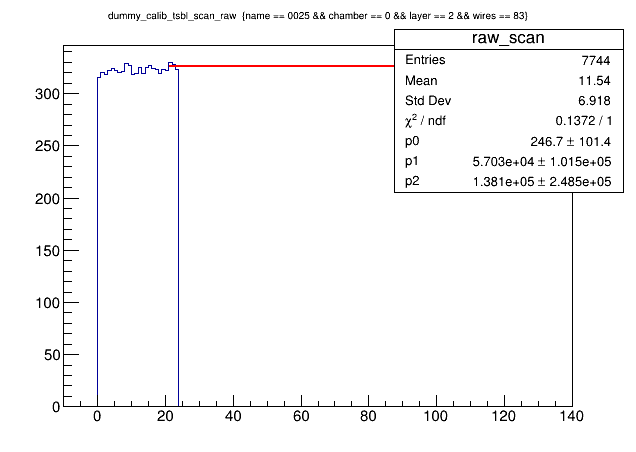 dummy_calib_tsbl_scan_raw {name == 0025 && chamber == 0 && layer == 2 && wires == 83}
raw_scan
Entries 7744
Mean 11.54
Std Dev 6.918
χ² / ndf 0.1372 / 1
p0 246.7 ± 101.4
p1 5.703e+04 ± 1.015e+05
p2 1.381e+05 ± 2.485e+05
300
250
200
150
100
50
0
0 20 40 60 80 100 120 140